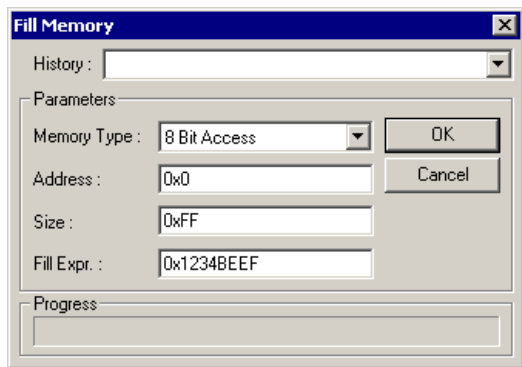 Fill Memory
History :
Parameters
Memory Type : 8 Bit Access OK
Address : 0x0 Cancel
Size : 0xFF
Fill Expr. : 0x1234BEEF
Progress